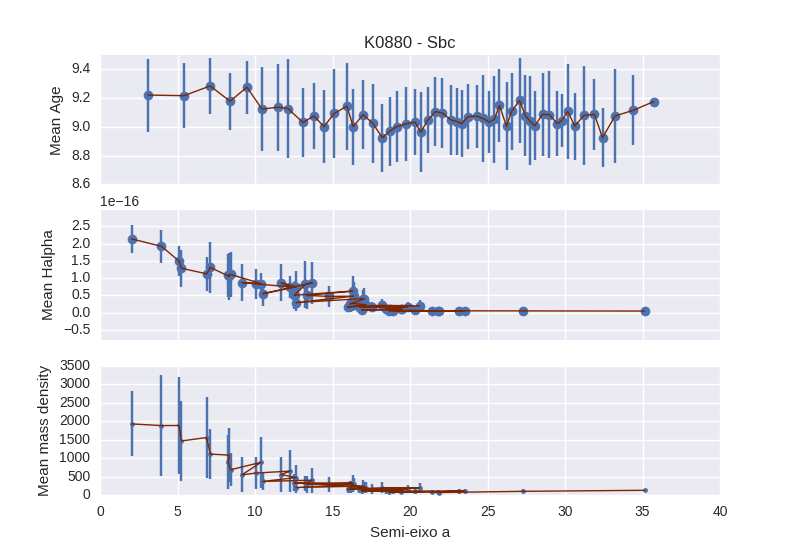 K0880 - Sbc
9.4
9.2
9.0
8.8
8.6
Mean Age
1e−16
2.5
2.0
1.5
1.0
0.5
0.0
−0.5
Mean Halpha
3500
3000
2500
2000
1500
1000
500
0
Mean mass density
0 5 10 15 20 25 30 35 40
Semi-eixo a